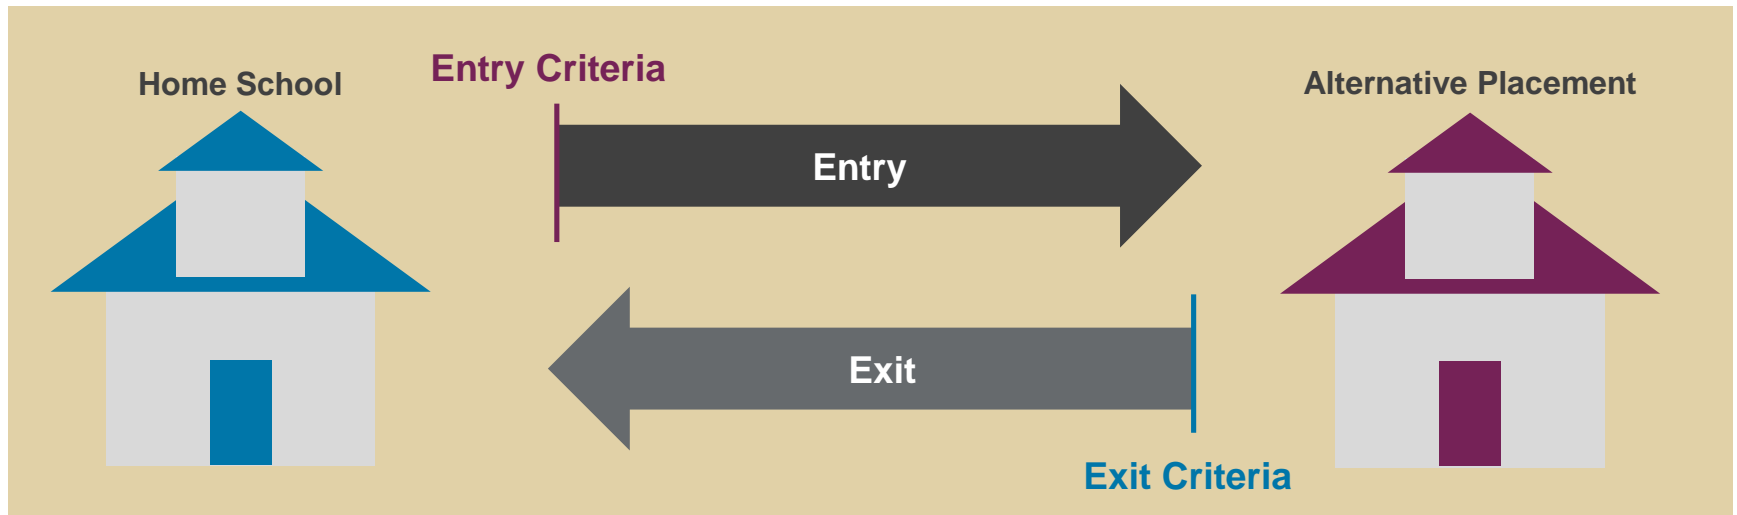 Home School
Entry Criteria
Alternative Placement
Entry
Exit
Exit Criteria